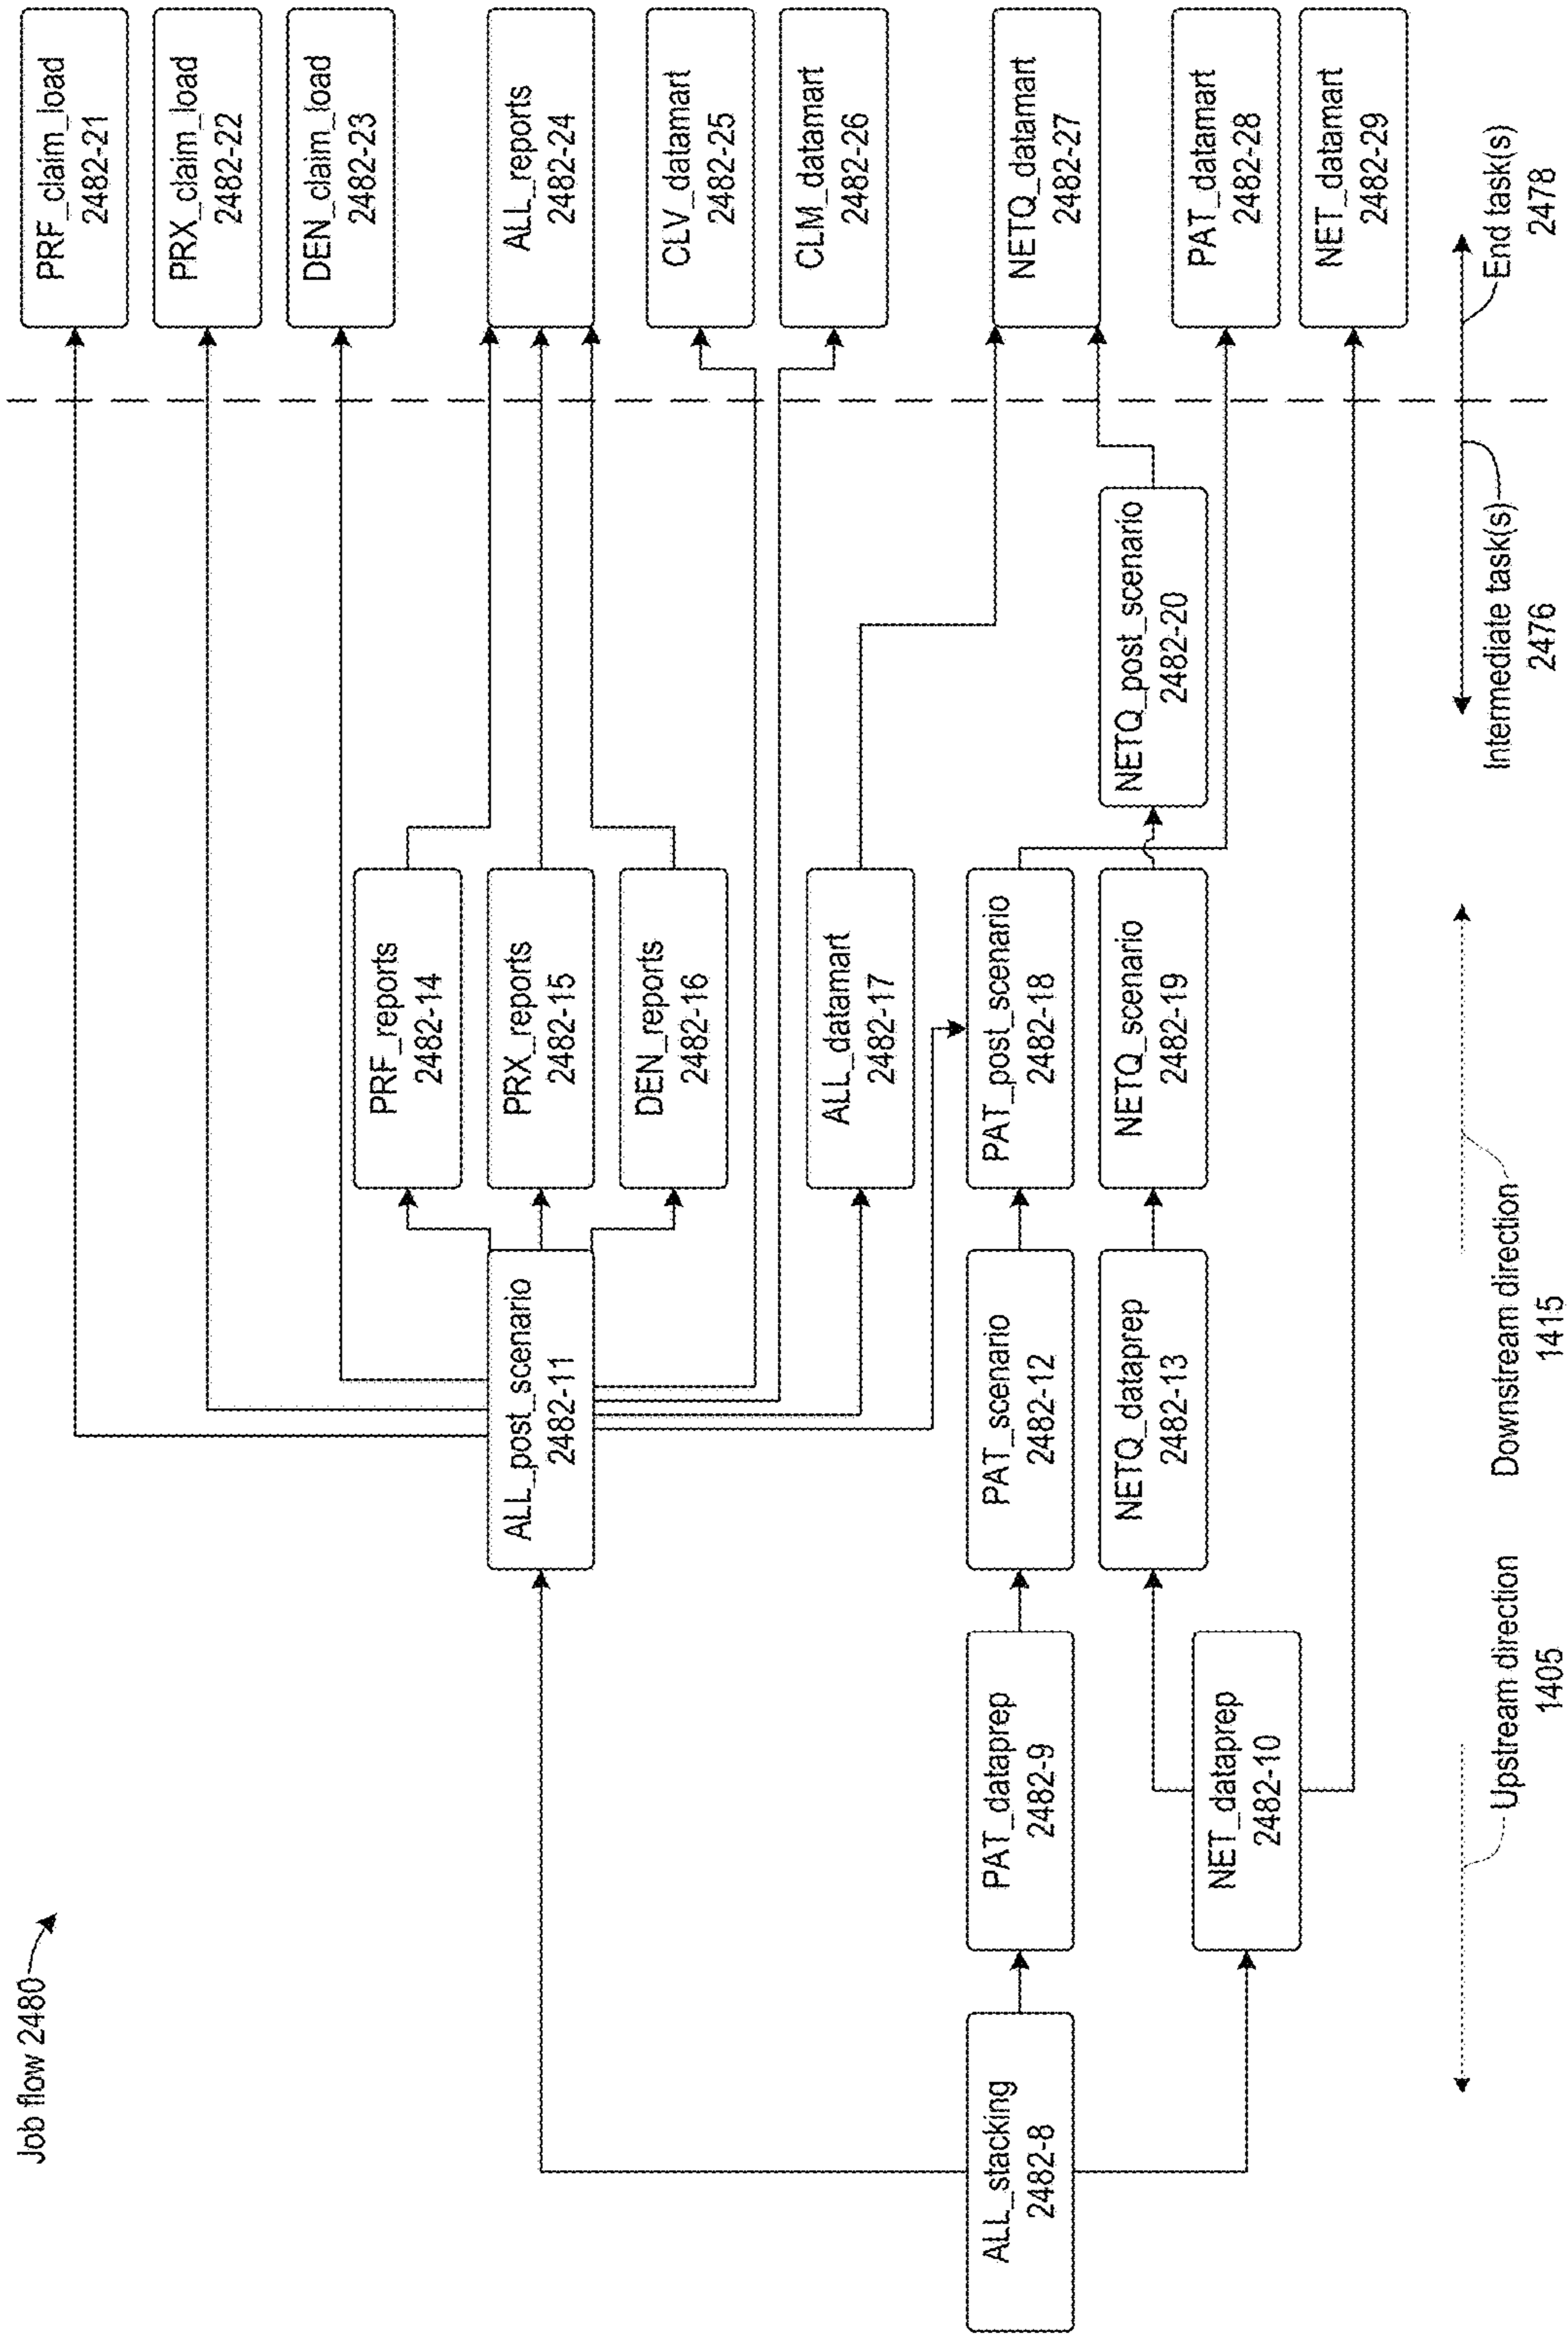 Job flow 2480
PRF_claim_load
2482-21
PRX_claim_load
2482-22
DEN_claim_load
2482-23
PRF_reports
2482-14
ALL_post_scenario
2482-11
PRX_reports
2482-15
ALL_reports
2482-24
DEN_reports
2482-16
CLV_datamart
2482-25
CLM_datamart
2482-26
ALL_datamart
2482-17
ALL_stacking
2482-8
PAT_dataprep
2482-9
PAT_scenario
2482-12
PAT_post_scenario
2482-18
NETQ_datamart
2482-27
NETQ_dataprep
2482-13
NETQ_scenario
2482-19
NETQ_post_scenario
2482-20
NET_dataprep
2482-10
PAT_datamart
2482-28
NET_datamart
2482-29
Upstream direction
1405
Downstream direction
1415
Intermediate task(s)
2476
End task(s)
2478